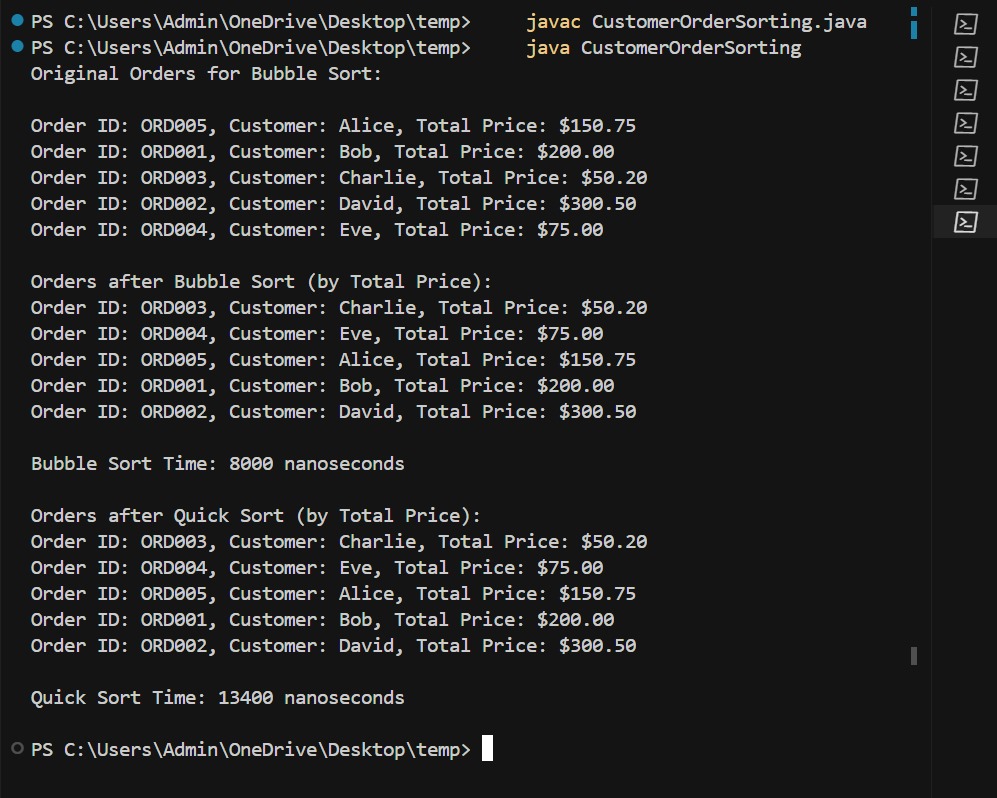 PS C:\Users\Admin\OneDrive\Desktop\temp>     javac CustomerOrderSorting.java
PS C:\Users\Admin\OneDrive\Desktop\temp>     java CustomerOrderSorting
Original Orders for Bubble Sort:
Order ID: ORD005, Customer: Alice, Total Price: $150.75
Order ID: ORD001, Customer: Bob, Total Price: $200.00
Order ID: ORD003, Customer: Charlie, Total Price: $50.20
Order ID: ORD002, Customer: David, Total Price: $300.50
Order ID: ORD004, Customer: Eve, Total Price: $75.00
Orders after Bubble Sort (by Total Price):
Order ID: ORD003, Customer: Charlie, Total Price: $50.20
Order ID: ORD004, Customer: Eve, Total Price: $75.00
Order ID: ORD005, Customer: Alice, Total Price: $150.75
Order ID: ORD001, Customer: Bob, Total Price: $200.00
Order ID: ORD002, Customer: David, Total Price: $300.50
Bubble Sort Time: 8000 nanoseconds
Orders after Quick Sort (by Total Price):
Order ID: ORD003, Customer: Charlie, Total Price: $50.20
Order ID: ORD004, Customer: Eve, Total Price: $75.00
Order ID: ORD005, Customer: Alice, Total Price: $150.75
Order ID: ORD001, Customer: Bob, Total Price: $200.00
Order ID: ORD002, Customer: David, Total Price: $300.50
Quick Sort Time: 13400 nanoseconds
PS C:\Users\Admin\OneDrive\Desktop\temp>